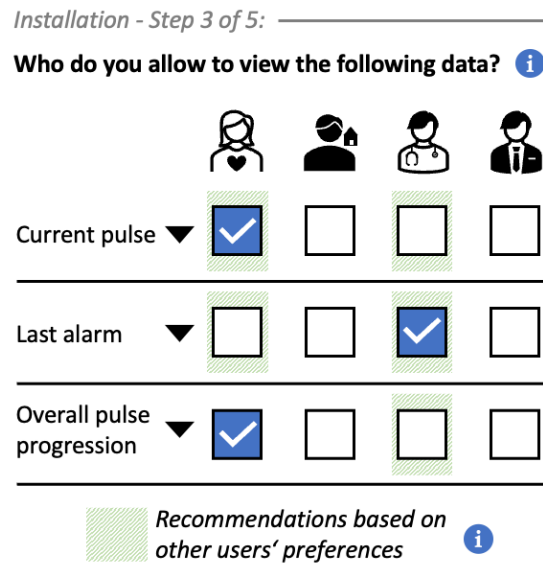 Installation - Step 3 of 5:
Who do you allow to view the following data? i
Current pulse
Last alarm
Overall pulse
progression
Recommendations based on
other users‘ preferences i